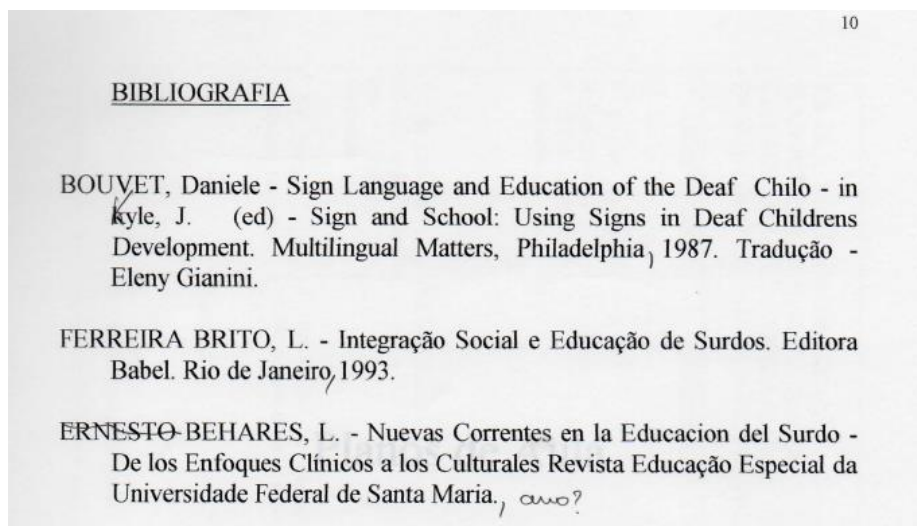 10
BIBLIOGRAFIA
BOUVET, Daniele - Sign Language and Education of the Deaf Chilo - in
kyle, J. (ed) - Sign and School: Using Signs in Deaf Childrens
Development. Multilingual Matters, Philadelphia, 1987. Tradução -
Eleny Gianini.
FERREIRA BRITO, L. - Integração Social e Educação de Surdos. Editora
Babel. Rio de Janeiro, 1993.
ERNESTO BEHARES, L. - Nuevas Correntes en la Educacion del Surdo -
De los Enfoques Clínicos a los Culturales Revista Educação Especial da
Universidade Federal de Santa Maria., ano?